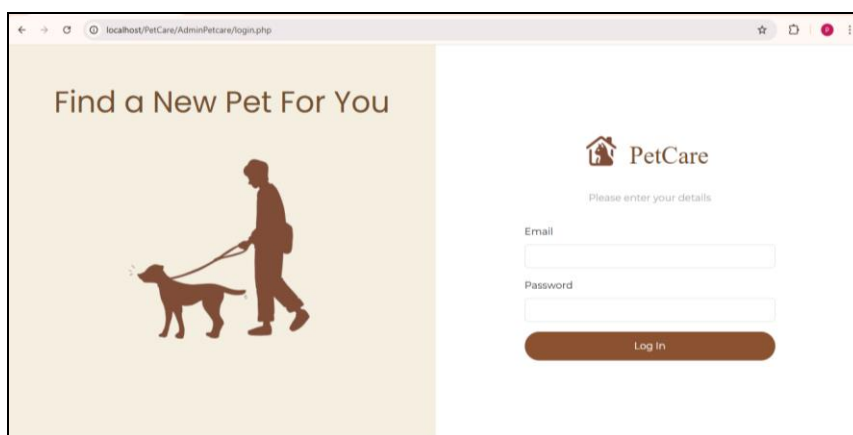 localhost/PetCare/AdminPetcare/login.php
P
Find a New Pet For You
PetCare
Please enter your details
Email
Password
Log In